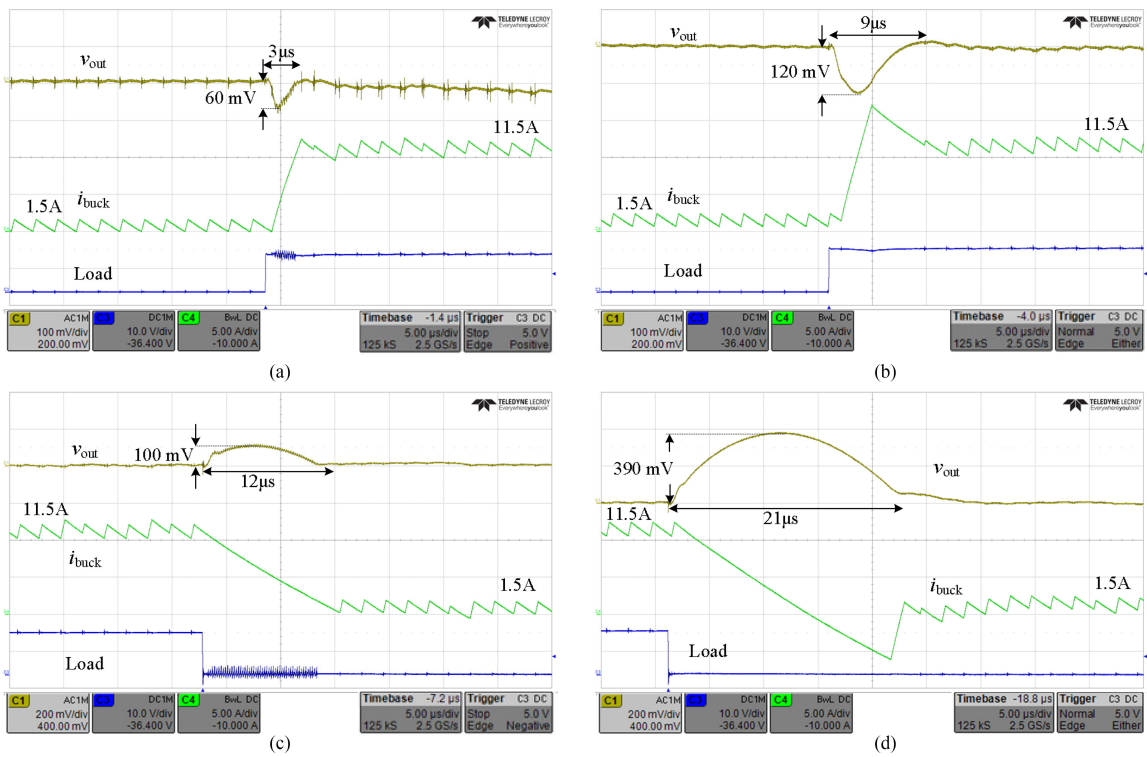 TELEDYNE LECROY
Everywhereyoulook
vout
3µs
60 mV
11.5A
1.5A
ibuck
Load
C1 AC1M
100 mV/div
200.00 mV
C3 DC1M
10.0 V/div
-36.400 V
C4 BwL DC
5.00 A/div
-10.000 A
Timebase -1.4 µs
5.00 µs/div
125 kS 2.5 GS/s
Trigger C3 DC
Stop 5.0 V
Edge Positive
(a)
TELEDYNE LECROY
Everywhereyoulook
vout
9µs
120 mV
11.5A
1.5A
ibuck
Load
C1 AC1M
100 mV/div
200.00 mV
C3 DC1M
10.0 V/div
-36.400 V
C4 BwL DC
5.00 A/div
-10.000 A
Timebase -4.0 µs
5.00 µs/div
125 kS 2.5 GS/s
Trigger C3 DC
Normal 5.0 V
Edge Either
(b)
TELEDYNE LECROY
Everywhereyoulook
vout
100 mV
12µs
11.5A
ibuck
1.5A
Load
C1 AC1M
200 mV/div
400.00 mV
C3 DC1M
10.0 V/div
-36.400 V
C4 BwL DC
5.00 A/div
-10.000 A
Timebase -7.2 µs
5.00 µs/div
125 kS 2.5 GS/s
Trigger C3 DC
Stop 5.0 V
Edge Negative
(c)
TELEDYNE LECROY
Everywhereyoulook
390 mV
vout
21µs
11.5A
ibuck
1.5A
Load
C1 AC1M
200 mV/div
400.00 mV
C3 DC1M
10.0 V/div
-36.400 V
C4 BwL DC
5.00 A/div
-10.000 A
Timebase -18.8 µs
5.00 µs/div
125 kS 2.5 GS/s
Trigger C3 DC
Normal 5.0 V
Edge Either
(d)